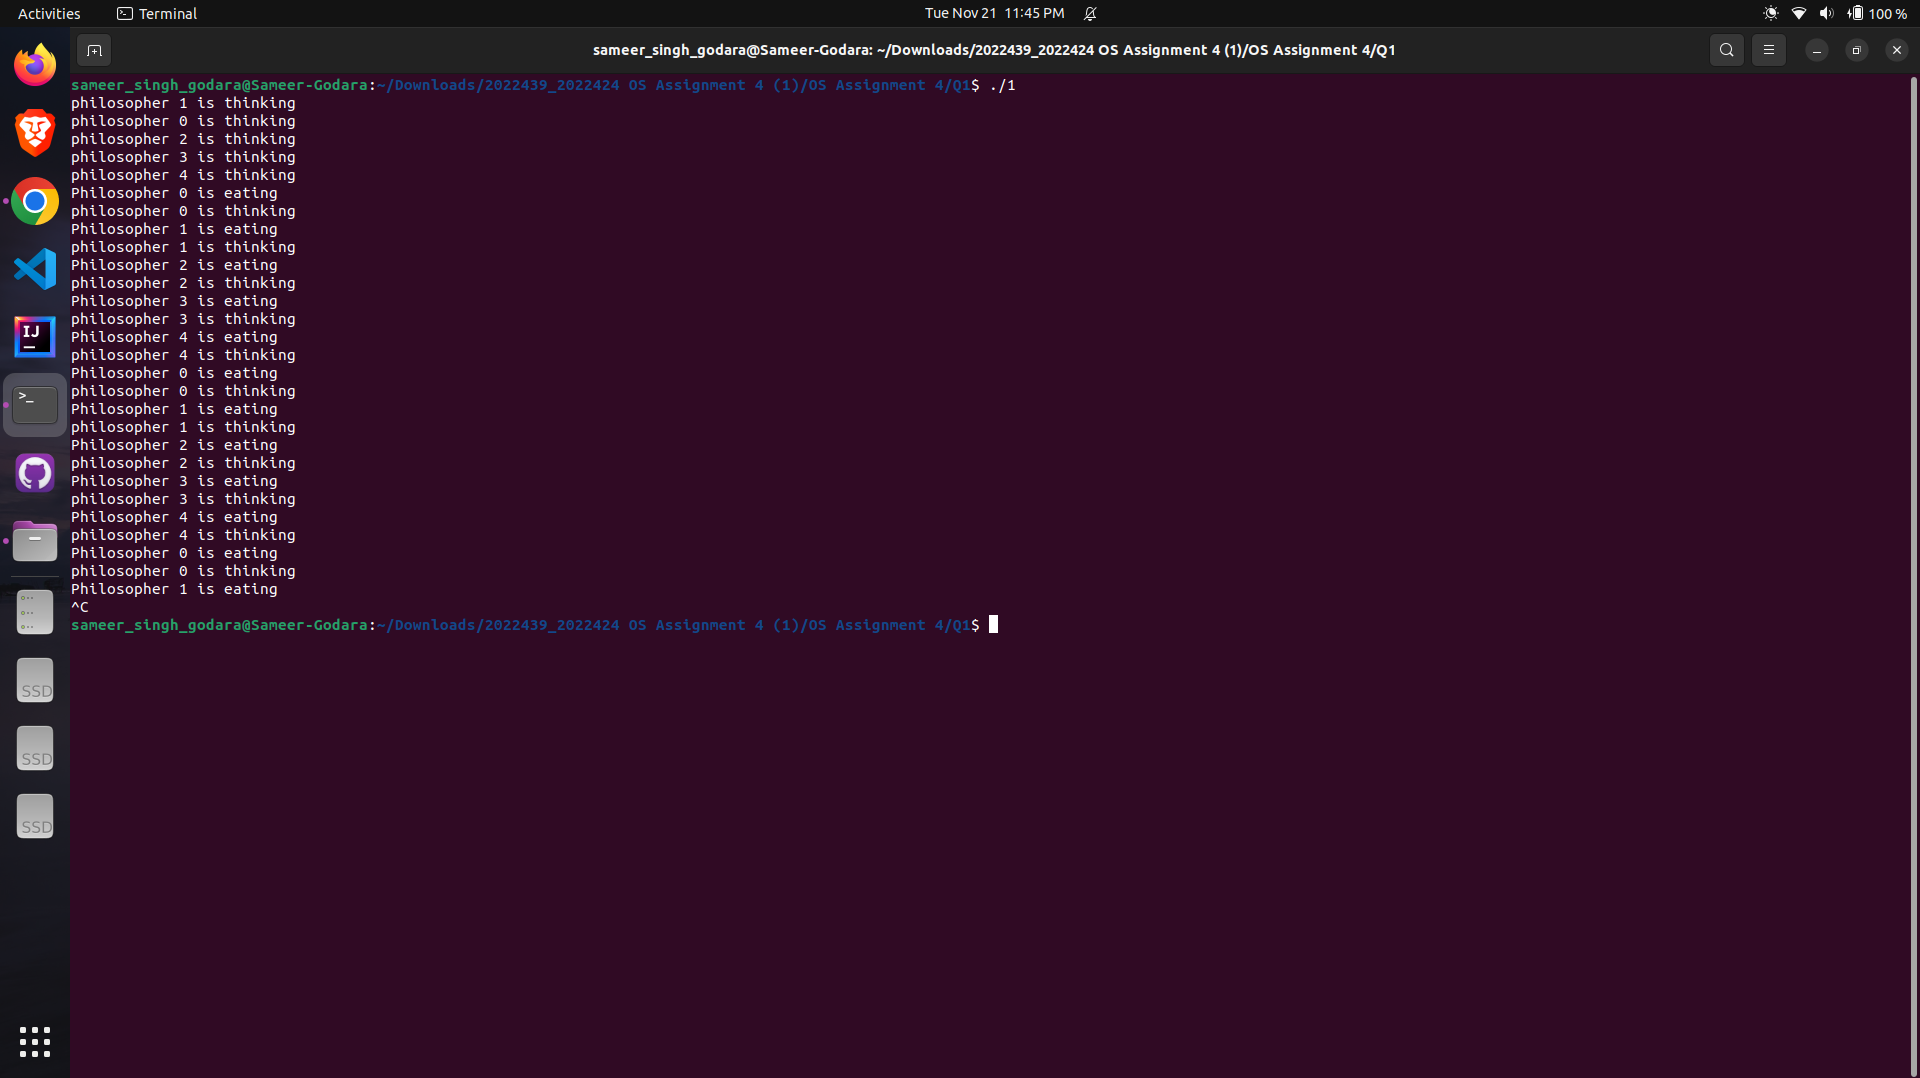 Activities Terminal Tue Nov 21 11:45 PM 100 %
sameer_singh_godara@Sameer-Godara: ~/Downloads/2022439_2022424 OS Assignment 4 (1)/OS Assignment 4/Q1
sameer_singh_godara@Sameer-Godara:~/Downloads/2022439_2022424 OS Assignment 4 (1)/OS Assignment 4/Q1$ ./1
philosopher 1 is thinking
philosopher 0 is thinking
philosopher 2 is thinking
philosopher 3 is thinking
philosopher 4 is thinking
Philosopher 0 is eating
philosopher 0 is thinking
Philosopher 1 is eating
philosopher 1 is thinking
Philosopher 2 is eating
philosopher 2 is thinking
Philosopher 3 is eating
philosopher 3 is thinking
Philosopher 4 is eating
philosopher 4 is thinking
Philosopher 0 is eating
philosopher 0 is thinking
Philosopher 1 is eating
philosopher 1 is thinking
Philosopher 2 is eating
philosopher 2 is thinking
Philosopher 3 is eating
philosopher 3 is thinking
Philosopher 4 is eating
philosopher 4 is thinking
Philosopher 0 is eating
philosopher 0 is thinking
Philosopher 1 is eating
^C
sameer_singh_godara@Sameer-Godara:~/Downloads/2022439_2022424 OS Assignment 4 (1)/OS Assignment 4/Q1$
IJ
>_
SSD
SSD
SSD